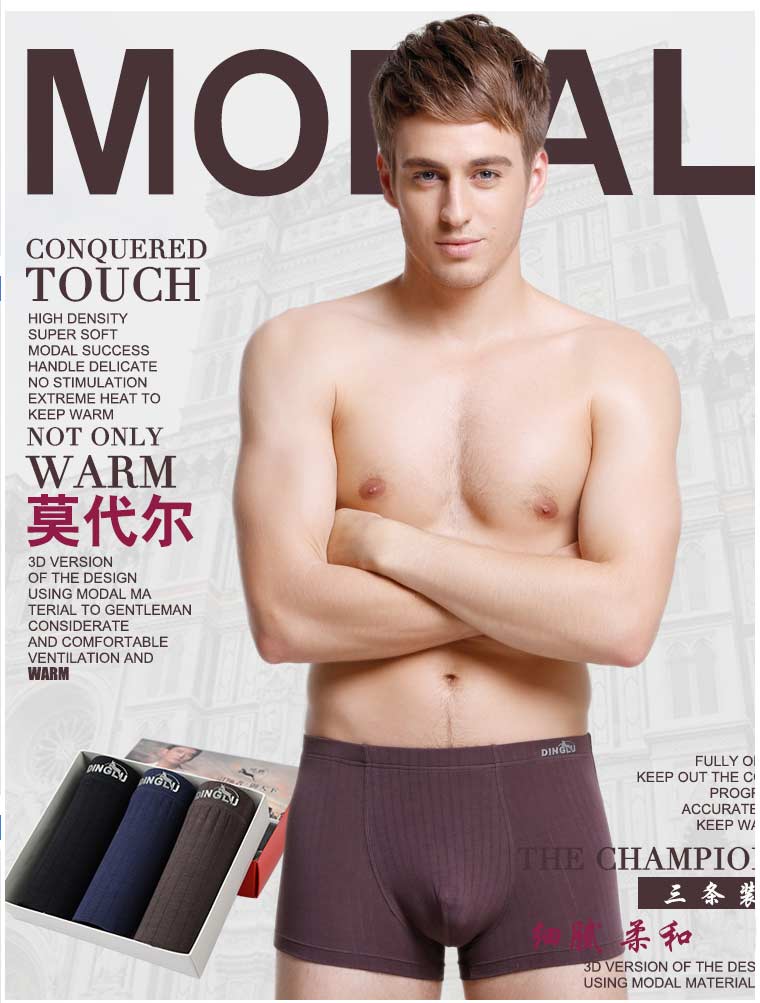 MODAL
CONQUERED
TOUCH
HIGH DENSITY
SUPER SOFT
MODAL SUCCESS
HANDLE DELICATE
NO STIMULATION
EXTREME HEAT TO
KEEP WARM
NOT ONLY
WARM
莫代尔
3D VERSION
OF THE DESIGN
USING MODAL MA
TERIAL TO GENTLEMAN
CONSIDERATE
AND COMFORTABLE
VENTILATION AND
WARM
DINGLU
DINGLU
DINGLU
DINGLU
FULLY
KEEP OUT THE
ACCURATE
KEEP
THE CHAMPIO
三条装
细腻柔和
3D VERSION OF THE DES
USING MODAL MATERIAL